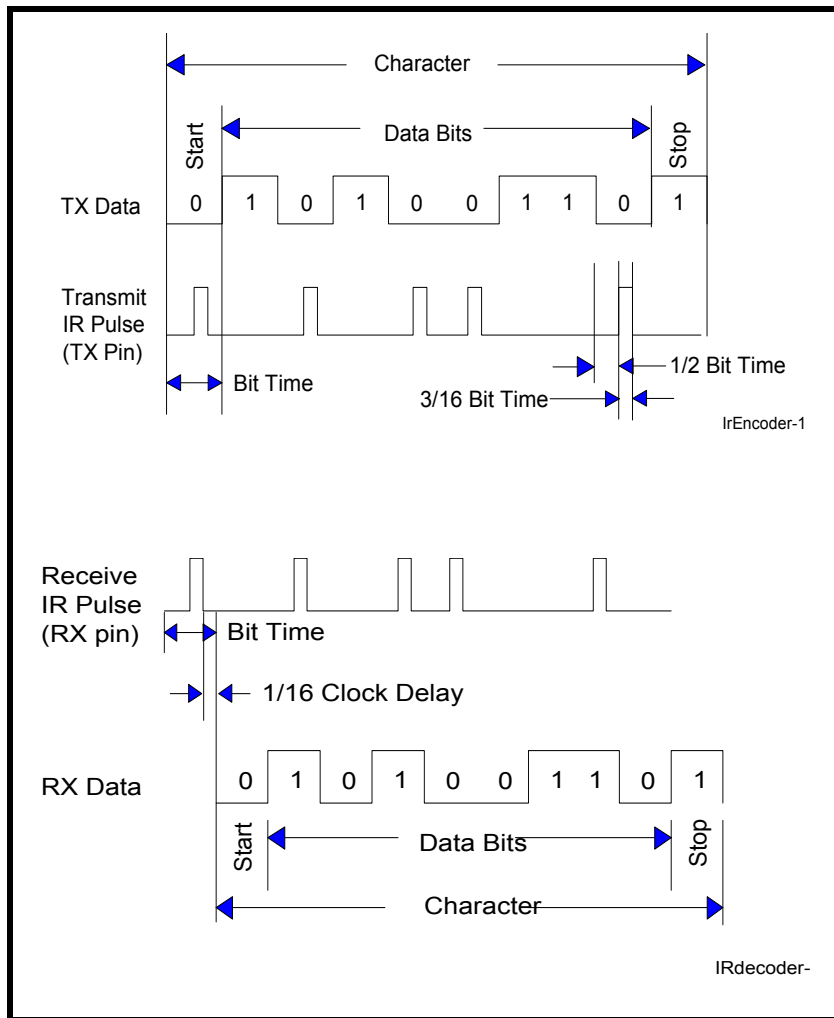 Character
Start
Data Bits
Stop
TX Data
0 1 0 1 0 0 1 1 0 1
Transmit
IR Pulse
(TX Pin)
Bit Time
1/2 Bit Time
3/16 Bit Time
IrEncoder-1
Receive
IR Pulse
(RX pin)
Bit Time
1/16 Clock Delay
RX Data
0 1 0 1 0 0 1 1 0 1
Start
Data Bits
Stop
Character
IRdecoder-